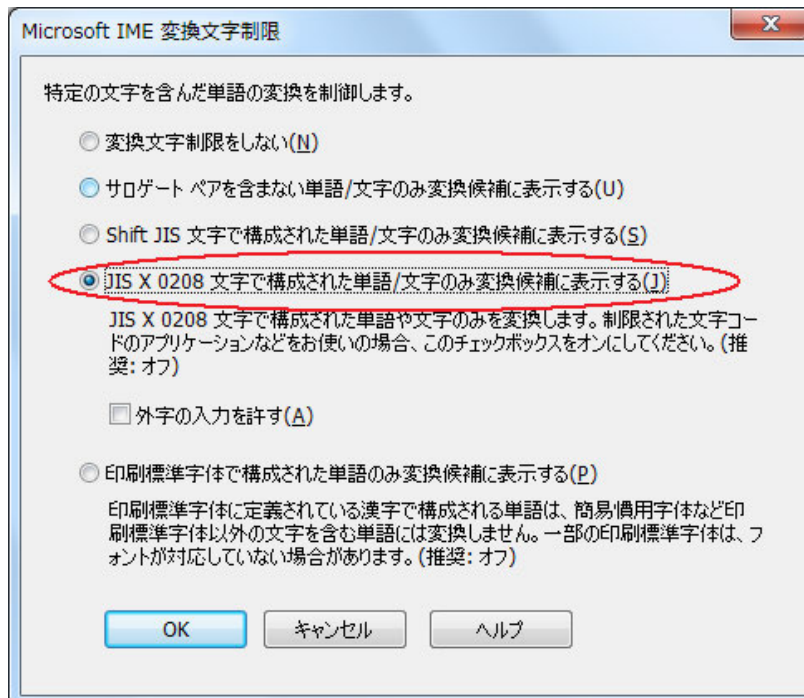 Microsoft IME 変換文字制限
特定の文字を含んだ単語の変換を制御します。
変換文字制限をしない(N)
サロゲート ペアを含まない単語/文字のみ変換候補に表示する(U)
Shift JIS 文字で構成された単語/文字のみ変換候補に表示する(S)
JIS X 0208 文字で構成された単語/文字のみ変換候補に表示する(J)
JIS X 0208 文字で構成された単語や文字のみを変換します。制限された文字コー
ドのアプリケーションなどをお使いの場合、このチェックボックスをオンにしてください。(推
奨: オフ)
外字の入力を許す(A)
印刷標準字体で構成された単語のみ変換候補に表示する(P)
印刷標準字体に定義されている漢字で構成される単語は、簡易慣用字体など印
刷標準字体以外の文字を含む単語には変換しません。一部の印刷標準字体は、フ
ォントが対応していない場合があります。(推奨: オフ)
OK キャンセル ヘルプ